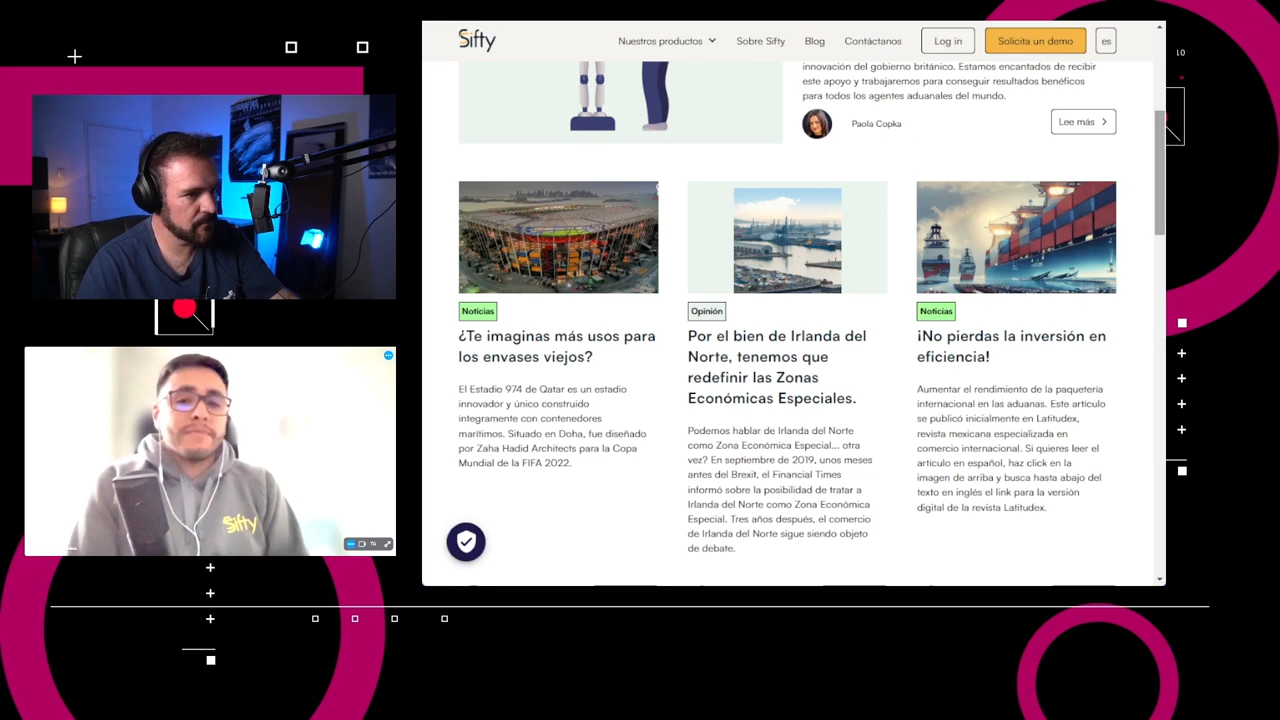 Sifty
Nuestros productos
Sobre Sifty
Blog
Contáctanos
Log in
Solicita un demo
es
innovación del gobierno británico. Estamos encantados de recibir
este apoyo y trabajaremos para conseguir resultados benéficos
para todos los agentes aduanales del mundo.
Paola Copka
Lee más
Noticias
¿Te imaginas más usos para
los envases viejos?
El Estadio 974 de Qatar es un estadio
innovador y único construido
integramente con contenedores
marítimos. Situado en Doha, fue diseñado
por Zaha Hadid Architects para la Copa
Mundial de la FIFA 2022.
Opinión
Por el bien de Irlanda del
Norte, tenemos que
redefinir las Zonas
Económicas Especiales.
Podemos hablar de Irlanda del Norte
como Zona Económica Especial... otra
vez? En septiembre de 2019, unos meses
antes del Brexit, el Financial Times
informó sobre la posibilidad de tratar a
Irlanda del Norte como Zona Económica
Especial. Tres años después, el comercio
de Irlanda del Norte sigue siendo objeto
de debate.
Noticias
¡No pierdas la inversión en
eficiencia!
Aumentar el rendimiento de la paquetería
internacional en las aduanas. Este artículo
se publicó inicialmente en Latitudex,
revista mexicana especializada en
comercio internacional. Si quieres leer el
artículo en español, haz click en la
imagen de arriba y busca hasta abajo del
texto en inglés el link para la versión
digital de la revista Latitudex.
Sifty